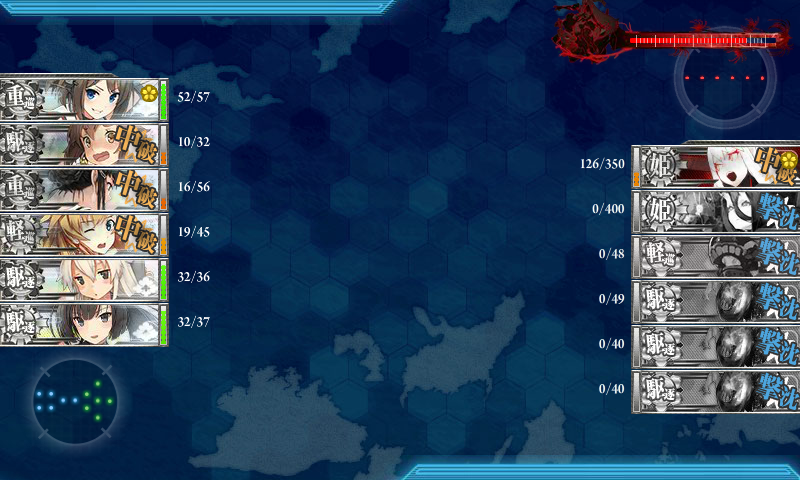 重巡
52/57
駆逐 中破
10/32
重巡 中破
16/56
軽巡 中破
19/45
駆逐
32/36
駆逐
32/37
126/350
姫 中破
0/400
姫 撃沈
0/48
軽巡 撃沈
0/49
駆逐 撃沈
0/40
駆逐 撃沈
0/40
駆逐 撃沈